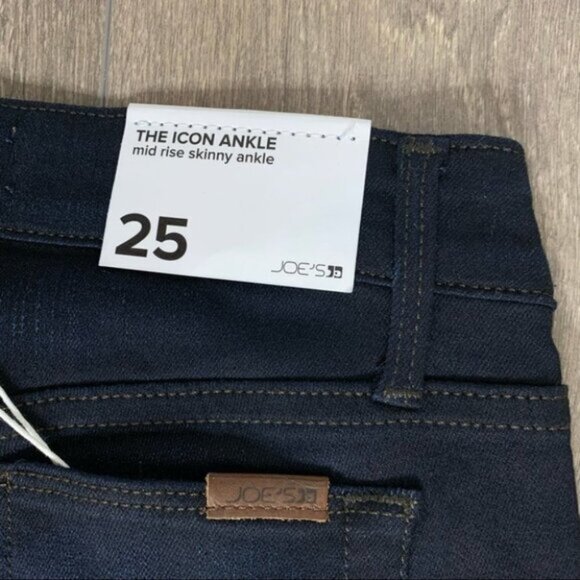 THE ICON ANKLE
mid rise skinny ankle
25
JOE'S
JOE'S